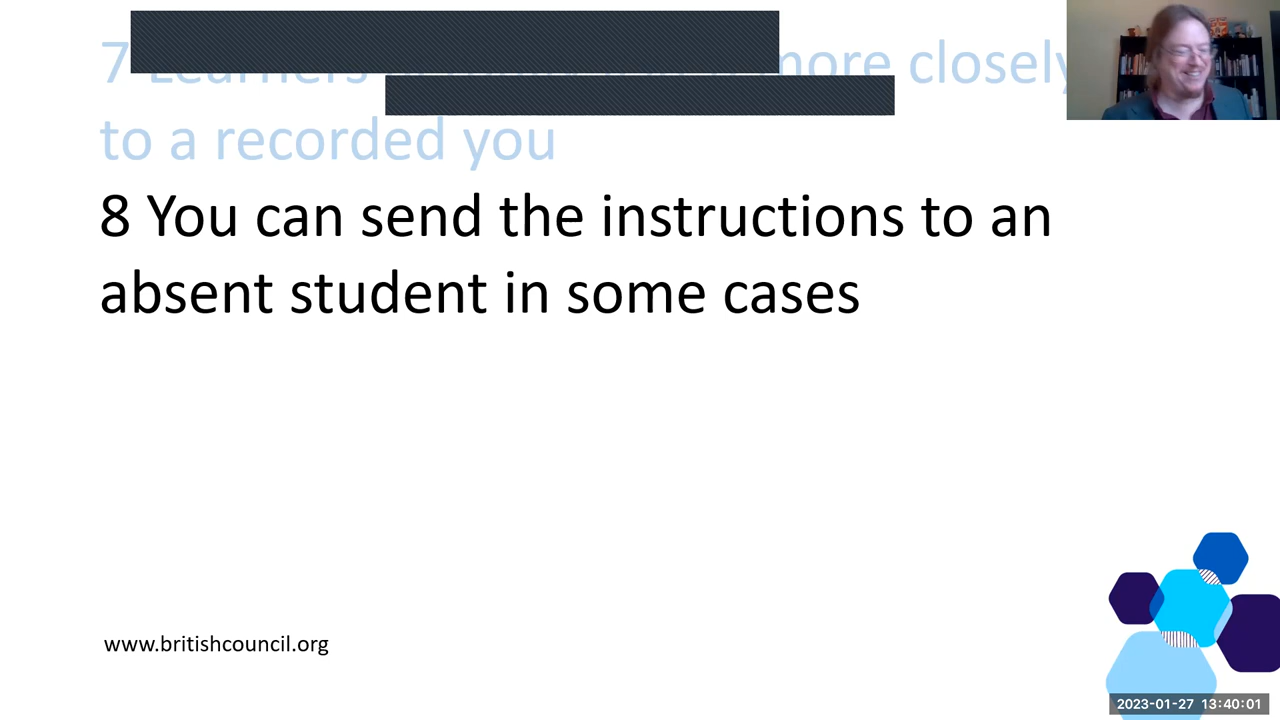 7 Learners more closely
to a recorded you
8 You can send the instructions to an
absent student in some cases
www.britishcouncil.org
2023-01-27 13:40:01